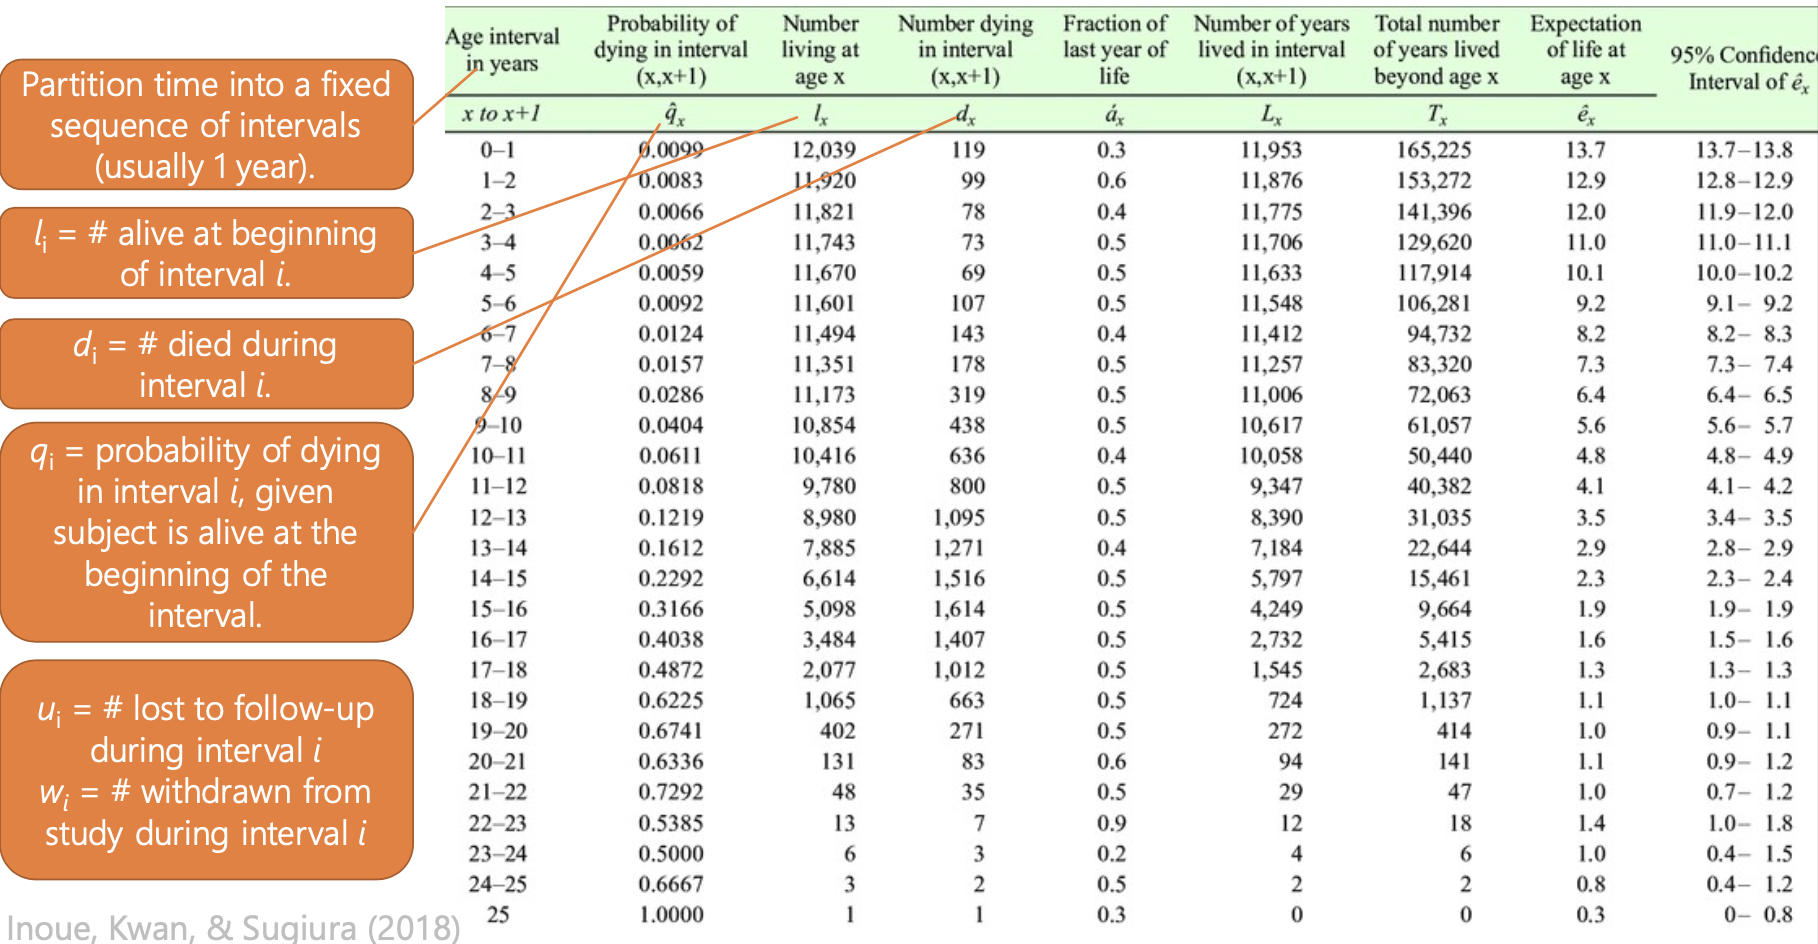 Partition time into a fixed
sequence of intervals
(usually 1 year).
lᵢ = # alive at beginning
of interval i.
dᵢ = # died during
interval i.
qᵢ = probability of dying
in interval i, given
subject is alive at the
beginning of the
interval.
uᵢ = # lost to follow-up
during interval i
wᵢ = # withdrawn from
study during interval i
Age interval in years Probability of dying in interval (x,x+1) Number living at age x Number dying in interval (x,x+1) Fraction of last year of life Number of years lived in interval (x,x+1) Total number of years lived beyond age x Expectation of life at age x 95% Confidence Interval of êₓ
x to x+1 q̂ₓ lₓ dₓ áₓ Lₓ Tₓ êₓ
0–1 0.0099 12,039 119 0.3 11,953 165,225 13.7 13.7–13.8
1–2 0.0083 11,920 99 0.6 11,876 153,272 12.9 12.8–12.9
2–3 0.0066 11,821 78 0.4 11,775 141,396 12.0 11.9–12.0
3–4 0.0062 11,743 73 0.5 11,706 129,620 11.0 11.0–11.1
4–5 0.0059 11,670 69 0.5 11,633 117,914 10.1 10.0–10.2
5–6 0.0092 11,601 107 0.5 11,548 106,281 9.2 9.1– 9.2
6–7 0.0124 11,494 143 0.4 11,412 94,732 8.2 8.2– 8.3
7–8 0.0157 11,351 178 0.5 11,257 83,320 7.3 7.3– 7.4
8–9 0.0286 11,173 319 0.5 11,006 72,063 6.4 6.4– 6.5
9–10 0.0404 10,854 438 0.5 10,617 61,057 5.6 5.6– 5.7
10–11 0.0611 10,416 636 0.4 10,058 50,440 4.8 4.8– 4.9
11–12 0.0818 9,780 800 0.5 9,347 40,382 4.1 4.1– 4.2
12–13 0.1219 8,980 1,095 0.5 8,390 31,035 3.5 3.4– 3.5
13–14 0.1612 7,885 1,271 0.4 7,184 22,644 2.9 2.8– 2.9
14–15 0.2292 6,614 1,516 0.5 5,797 15,461 2.3 2.3– 2.4
15–16 0.3166 5,098 1,614 0.5 4,249 9,664 1.9 1.9– 1.9
16–17 0.4038 3,484 1,407 0.5 2,732 5,415 1.6 1.5– 1.6
17–18 0.4872 2,077 1,012 0.5 1,545 2,683 1.3 1.3– 1.3
18–19 0.6225 1,065 663 0.5 724 1,137 1.1 1.0– 1.1
19–20 0.6741 402 271 0.5 272 414 1.0 0.9– 1.1
20–21 0.6336 131 83 0.6 94 141 1.1 0.9– 1.2
21–22 0.7292 48 35 0.5 29 47 1.0 0.7– 1.2
22–23 0.5385 13 7 0.9 12 18 1.4 1.0– 1.8
23–24 0.5000 6 3 0.2 4 6 1.0 0.4– 1.5
24–25 0.6667 3 2 0.5 2 2 0.8 0.4– 1.2
25 1.0000 1 1 0.3 0 0 0.3 0– 0.8
Inoue, Kwan, & Sugiura (2018)